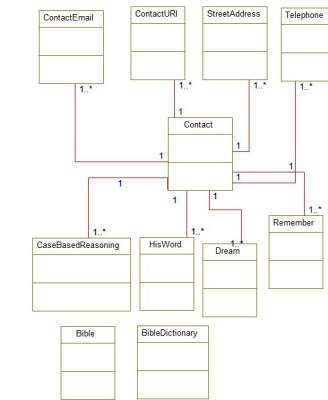 ContactEmail
ContactURI
StreetAddress
Telephone
1..*
1..*
1..*
1..*
1
Contact
1
1
1
1
1
1
1
1..*
1..*
1..*
1..*
CaseBasedReasoning
HisWord
Dream
Remember
Bible
BibleDictionary